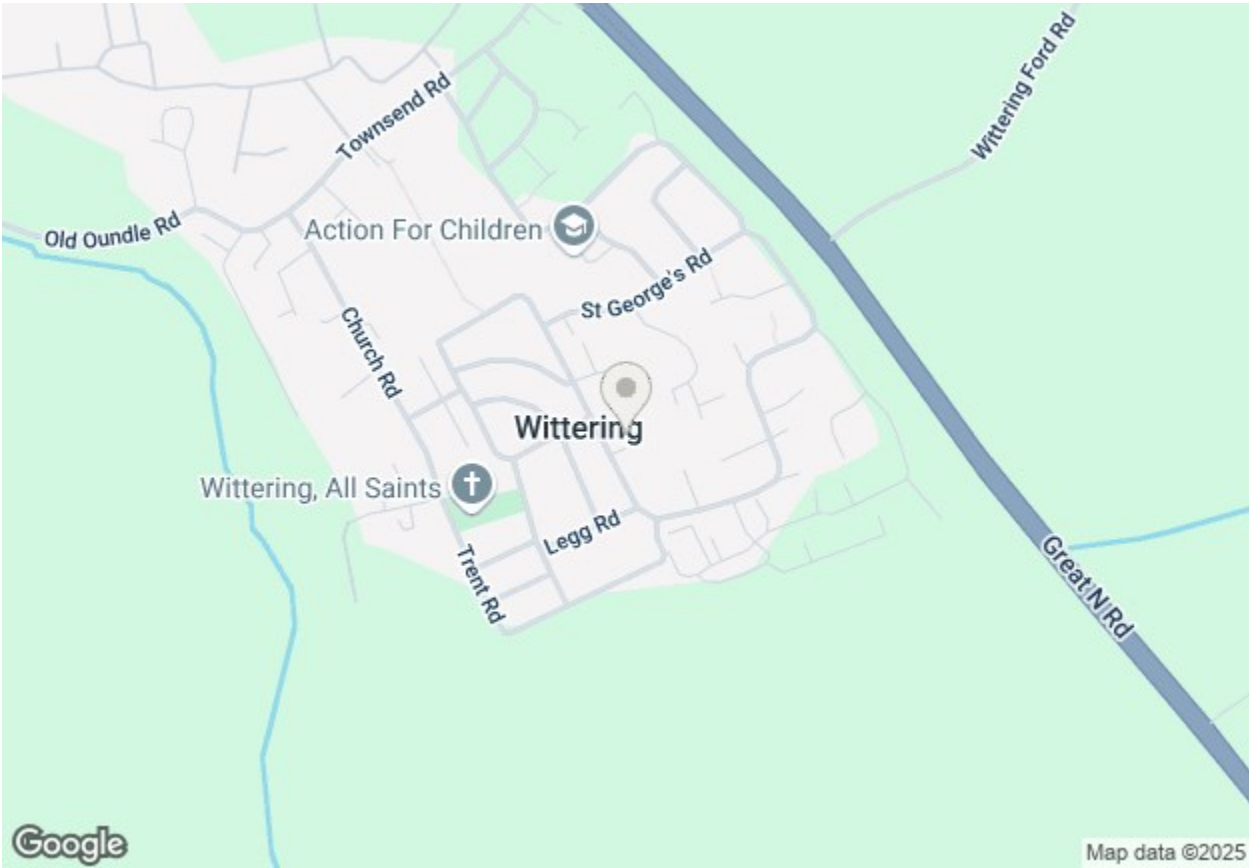 Wittering Ford Rd
Townsend Rd
Old Oundle Rd
Action For Children
St George's Rd
Church Rd
Wittering
Wittering, All Saints
Legg Rd
Trent Rd
Great N Rd
Google
Map data ©2025